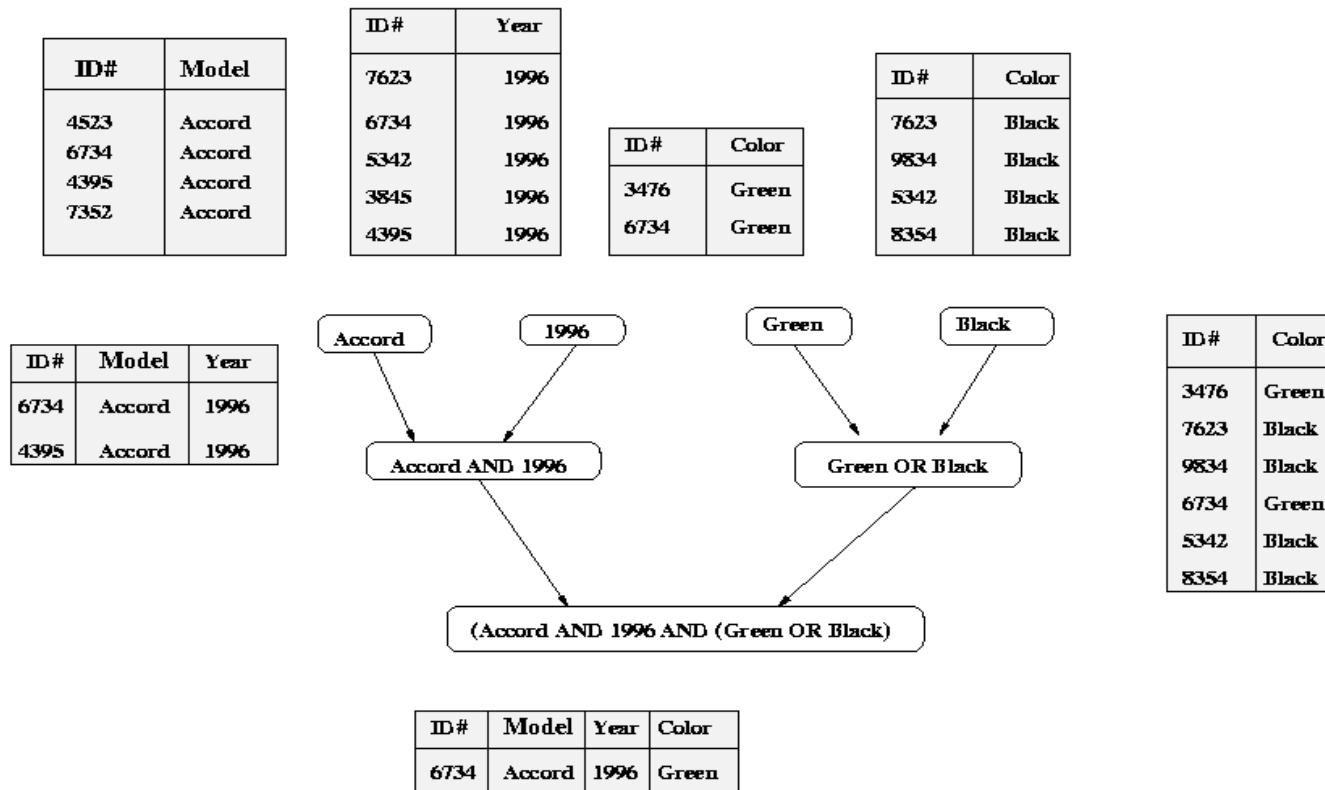 ID# Model
4523 Accord
6734 Accord
4395 Accord
7352 Accord
ID# Year
7623 1996
6734 1996
5342 1996
3845 1996
4395 1996
ID# Color
3476 Green
6734 Green
ID# Color
7623 Black
9834 Black
5342 Black
8354 Black
Accord
1996
Green
Black
ID# Model Year
6734 Accord 1996
4395 Accord 1996
Accord AND 1996
Green OR Black
ID# Color
3476 Green
7623 Black
9834 Black
6734 Green
5342 Black
8354 Black
(Accord AND 1996 AND (Green OR Black)
ID# Model Year Color
6734 Accord 1996 Green